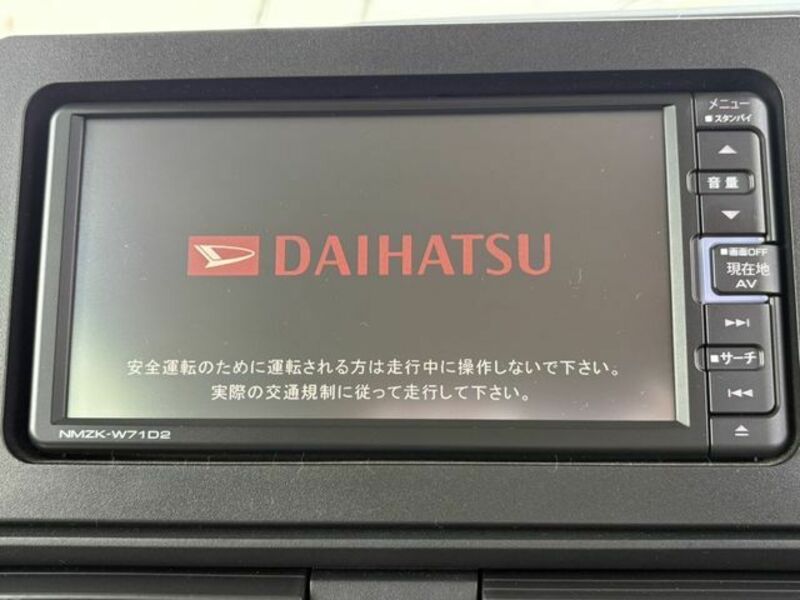 DAIHATSU
安全運転のために運転される方は走行中に操作しないで下さい。
実際の交通規制に従って走行して下さい。
NMZK-W71D2
メニュー
■スタンバイ
音量
■画面OFF
現在地
AV
■サーチ